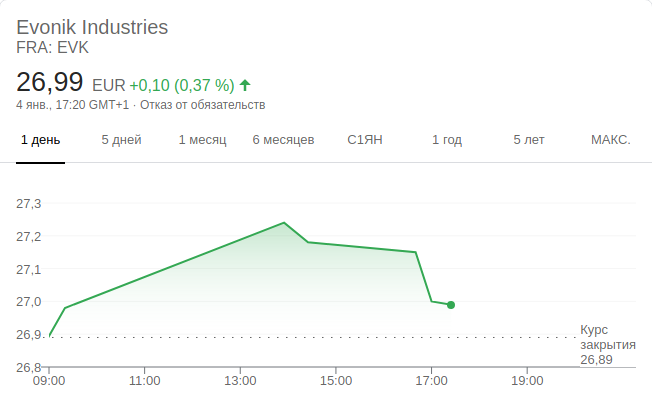 Evonik Industries
FRA: EVK
26,99 EUR +0,10 (0,37 %)
4 янв., 17:20 GMT+1 · Отказ от обязательств
1 день 5 дней 1 месяц 6 месяцев С1ЯН 1 год 5 лет МАКС.
27,3
27,2
27,1
27,0
26,9
26,8
Курс
закрытия
26,89
09:00 11:00 13:00 15:00 17:00 19:00